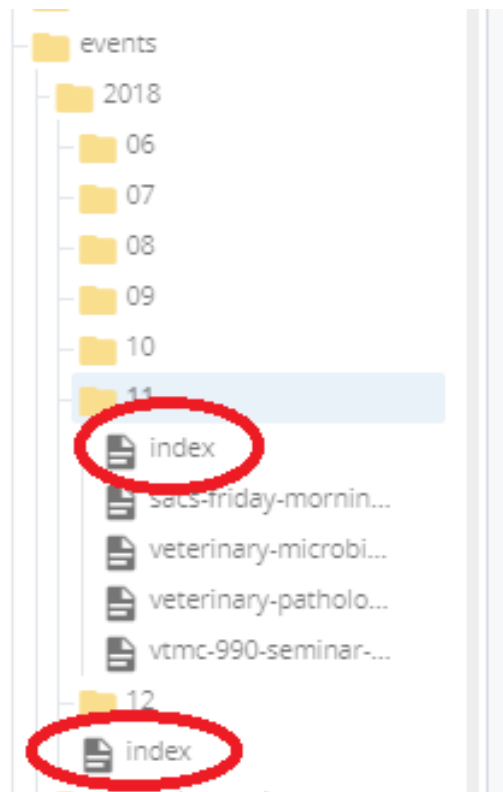 events
2018
06
07
08
09
10
11
index
sacs-friday-mornin...
veterinary-microbi...
veterinary-patholo...
vtmc-990-seminar-...
12
index